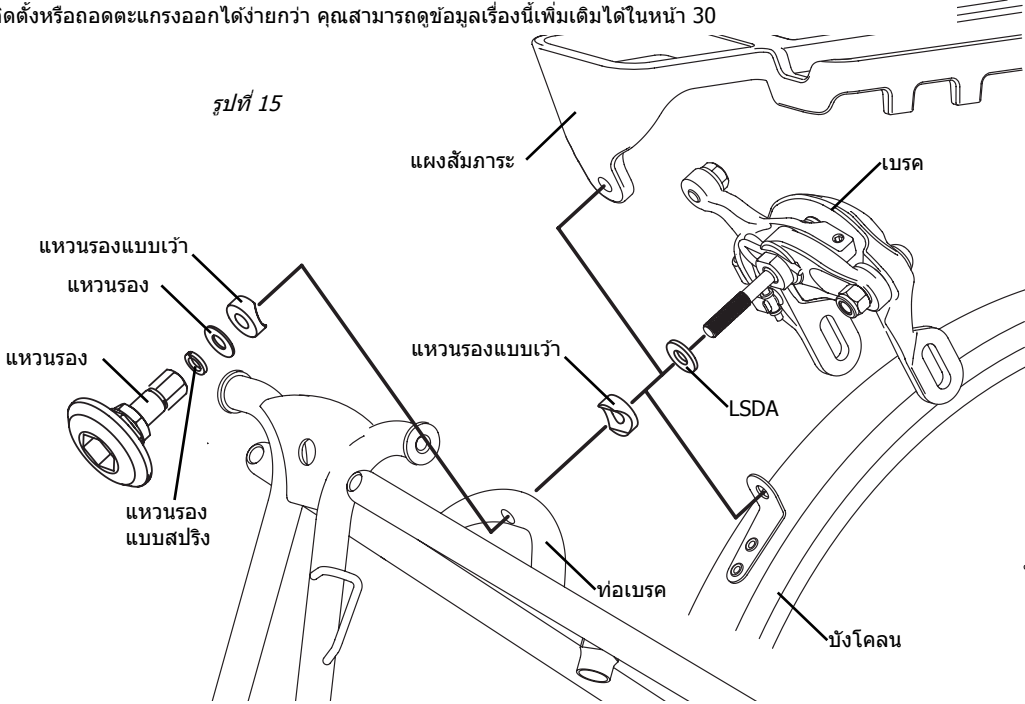 ติดตั้งหรือถอดตะแกรงออกได้ง่ายกว่า คุณสามารถดูข้อมูลเรื่องนี้เพิ่มเติมได้ในหน้า 30
รูปที่ 15
แผงสัมภาระ
เบรค
แหวนรองแบบเว้า
แหวนรอง
แหวนรอง
แหวนรองแบบเว้า
LSDA
แหวนรอง
แบบสปริง
ท่อเบรค
บังโคลน